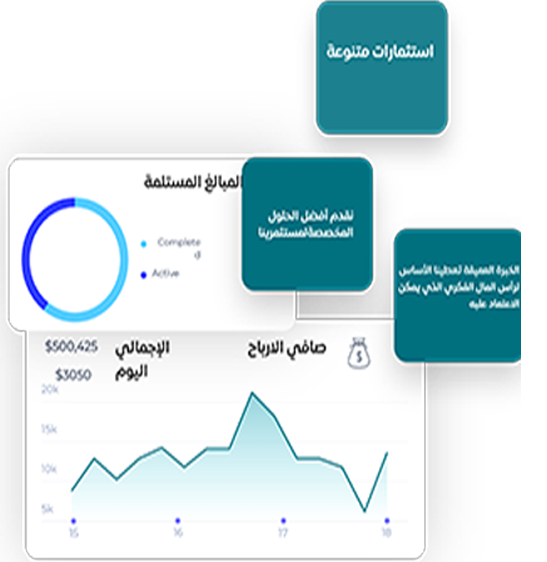 استثمارات متنوعة
المبالغ المستلمة
Complete
d
Active
نقدم أفضل الحلول
المخصصة لمستثمرينا
الخبرة العميقة تعطينا الأساس
لرأس المال الفكري الذي يمكن
الاعتماد عليه
صافي الارباح
الإجمالي $500,425
اليوم $3050
20k
15k
10k
5k
15 16 17 18